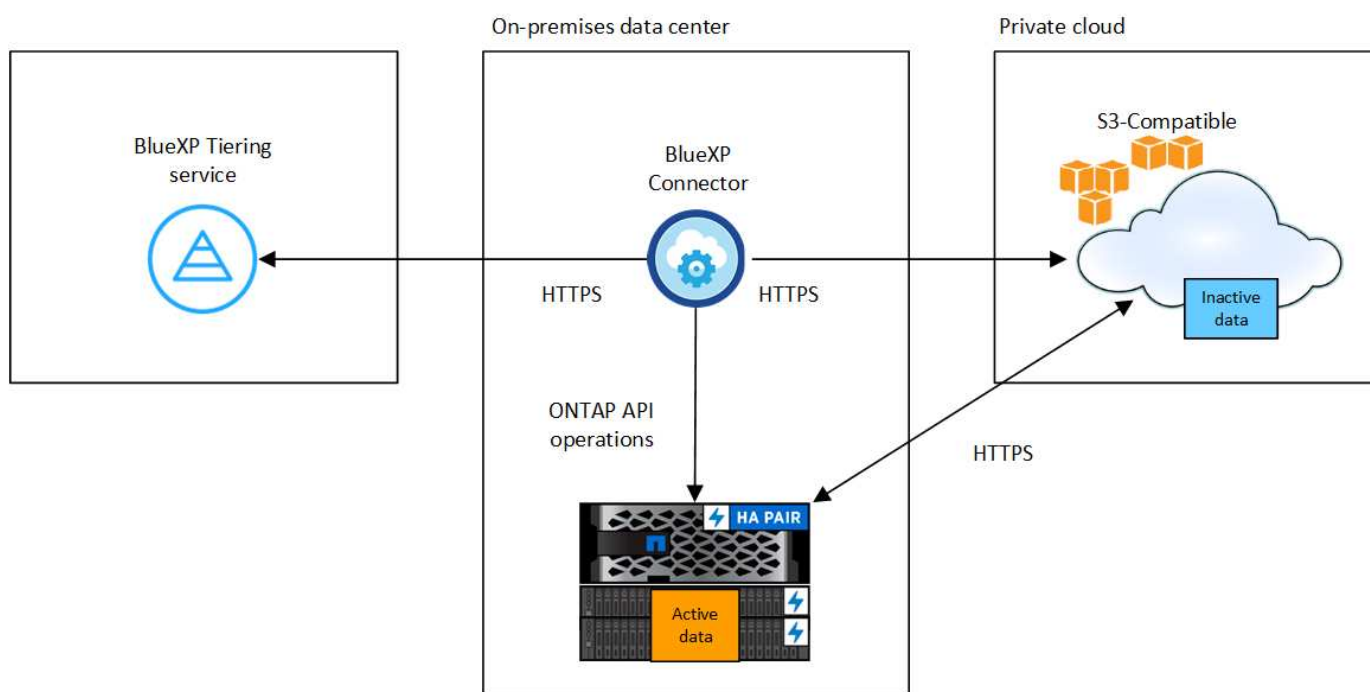 On-premises data center
Private cloud
BlueXP Tiering
service
BlueXP
Connector
S3-Compatible
HTTPS
HTTPS
Inactive
data
ONTAP API
operations
HTTPS
HA PAIR
Active
data